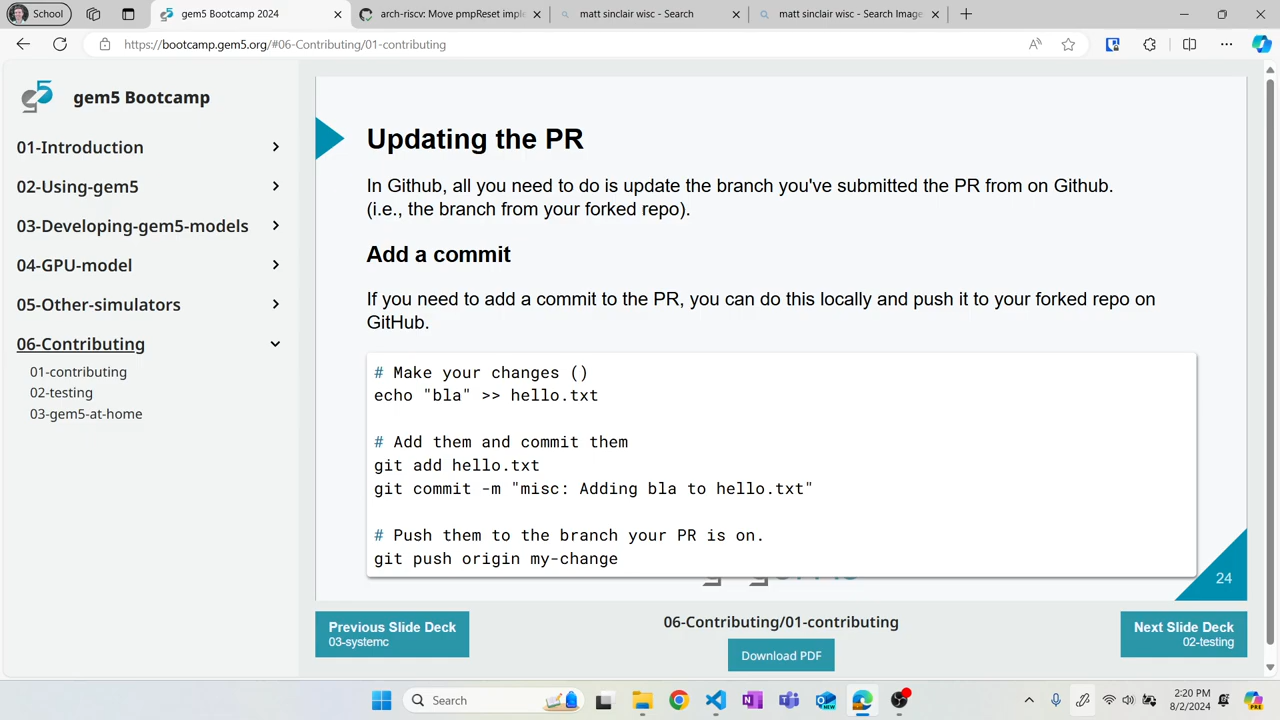 School
gem5 Bootcamp 2024
arch-riscv: Move pmpReset imple
matt sinclair wisc - Search
matt sinclair wisc - Search Image
https://bootcamp.gem5.org/#06-Contributing/01-contributing
gem5 Bootcamp
01-Introduction
02-Using-gem5
03-Developing-gem5-models
04-GPU-model
05-Other-simulators
06-Contributing
01-contributing
02-testing
03-gem5-at-home
Updating the PR
In Github, all you need to do is update the branch you've submitted the PR from on Github.
(i.e., the branch from your forked repo).
Add a commit
If you need to add a commit to the PR, you can do this locally and push it to your forked repo on
GitHub.
# Make your changes ()
echo "bla" >> hello.txt
# Add them and commit them
git add hello.txt
git commit -m "misc: Adding bla to hello.txt"
# Push them to the branch your PR is on.
git push origin my-change
24
Previous Slide Deck
03-systemc
06-Contributing/01-contributing
Download PDF
Next Slide Deck
02-testing
Search
2:20 PM
8/2/2024